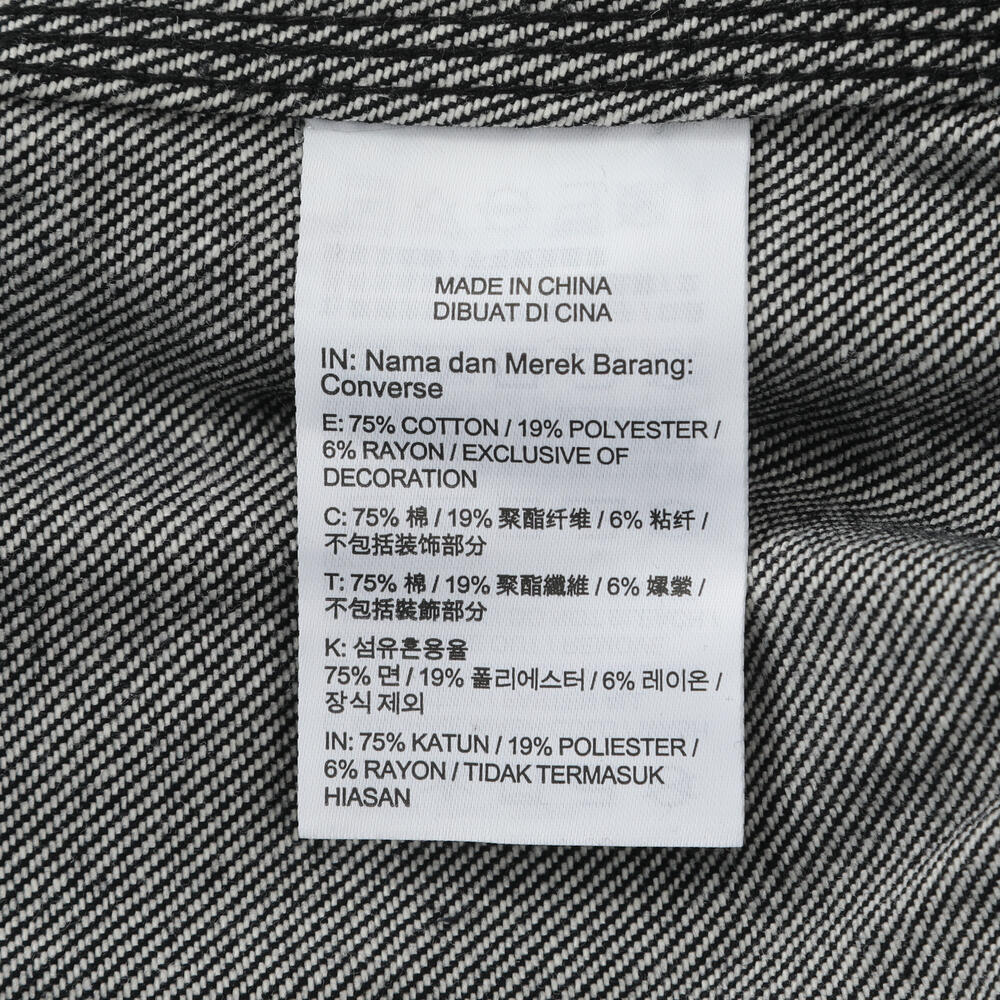 MADE IN CHINA
DIBUAT DI CINA
IN: Nama dan Merek Barang:
Converse
E: 75% COTTON / 19% POLYESTER /
6% RAYON / EXCLUSIVE OF
DECORATION
C: 75% 棉 / 19% 聚酯纤维 / 6% 粘纤 /
不包括装饰部分
T: 75% 棉 / 19% 聚酯纖維 / 6% 嫘縈 /
不包括裝飾部分
K: 섬유혼용율
75% 면 / 19% 폴리에스터 / 6% 레이온 /
장식 제외
IN: 75% KATUN / 19% POLIESTER /
6% RAYON / TIDAK TERMASUK
HIASAN